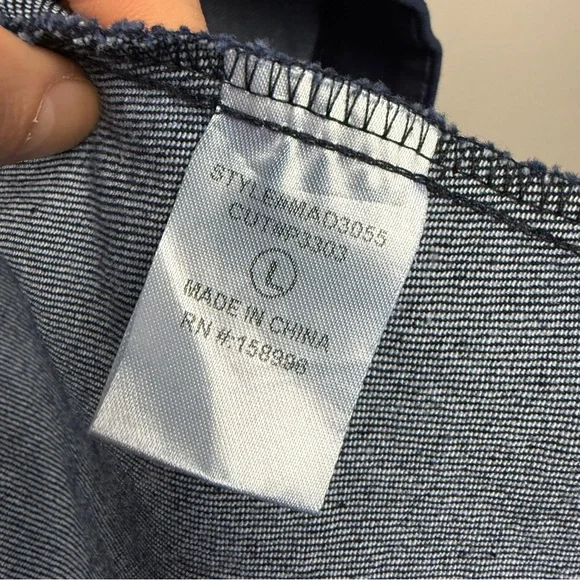 STYLE#MAD3055
CUT#P3303
L
MADE IN CHINA
RN #:158998